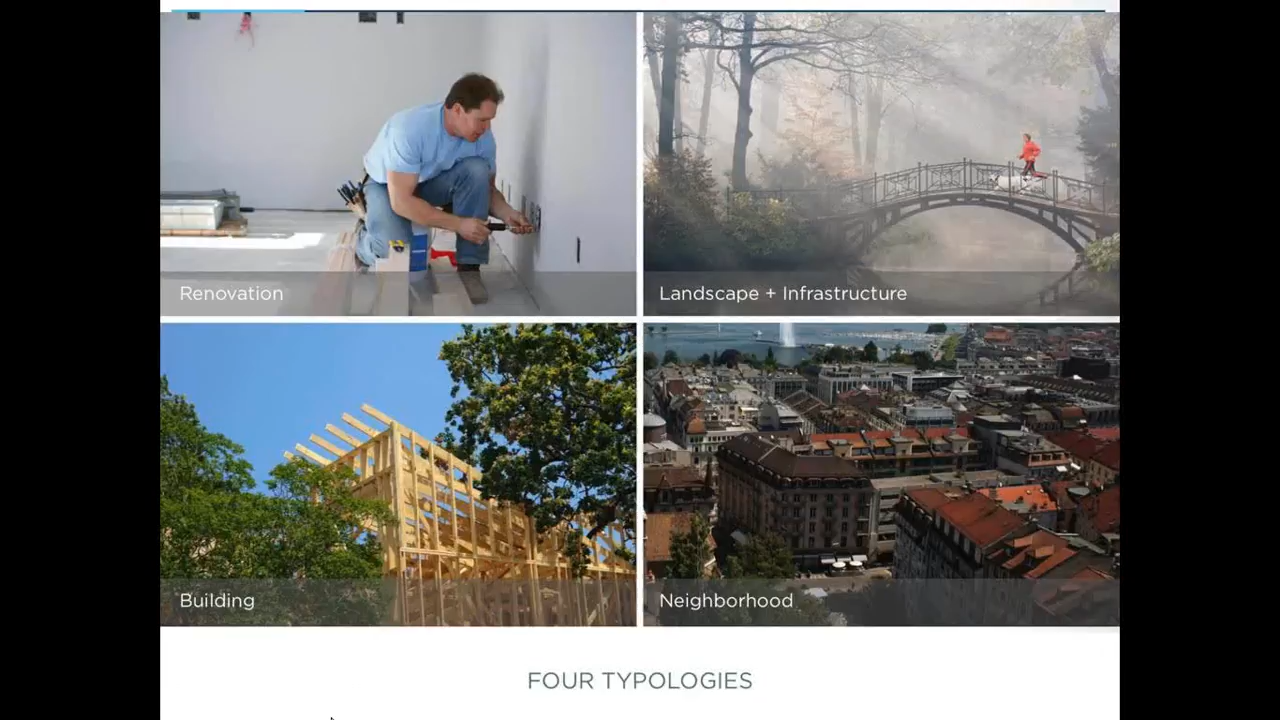 Renovation
Landscape + Infrastructure
Building
Neighborhood
FOUR TYPOLOGIES